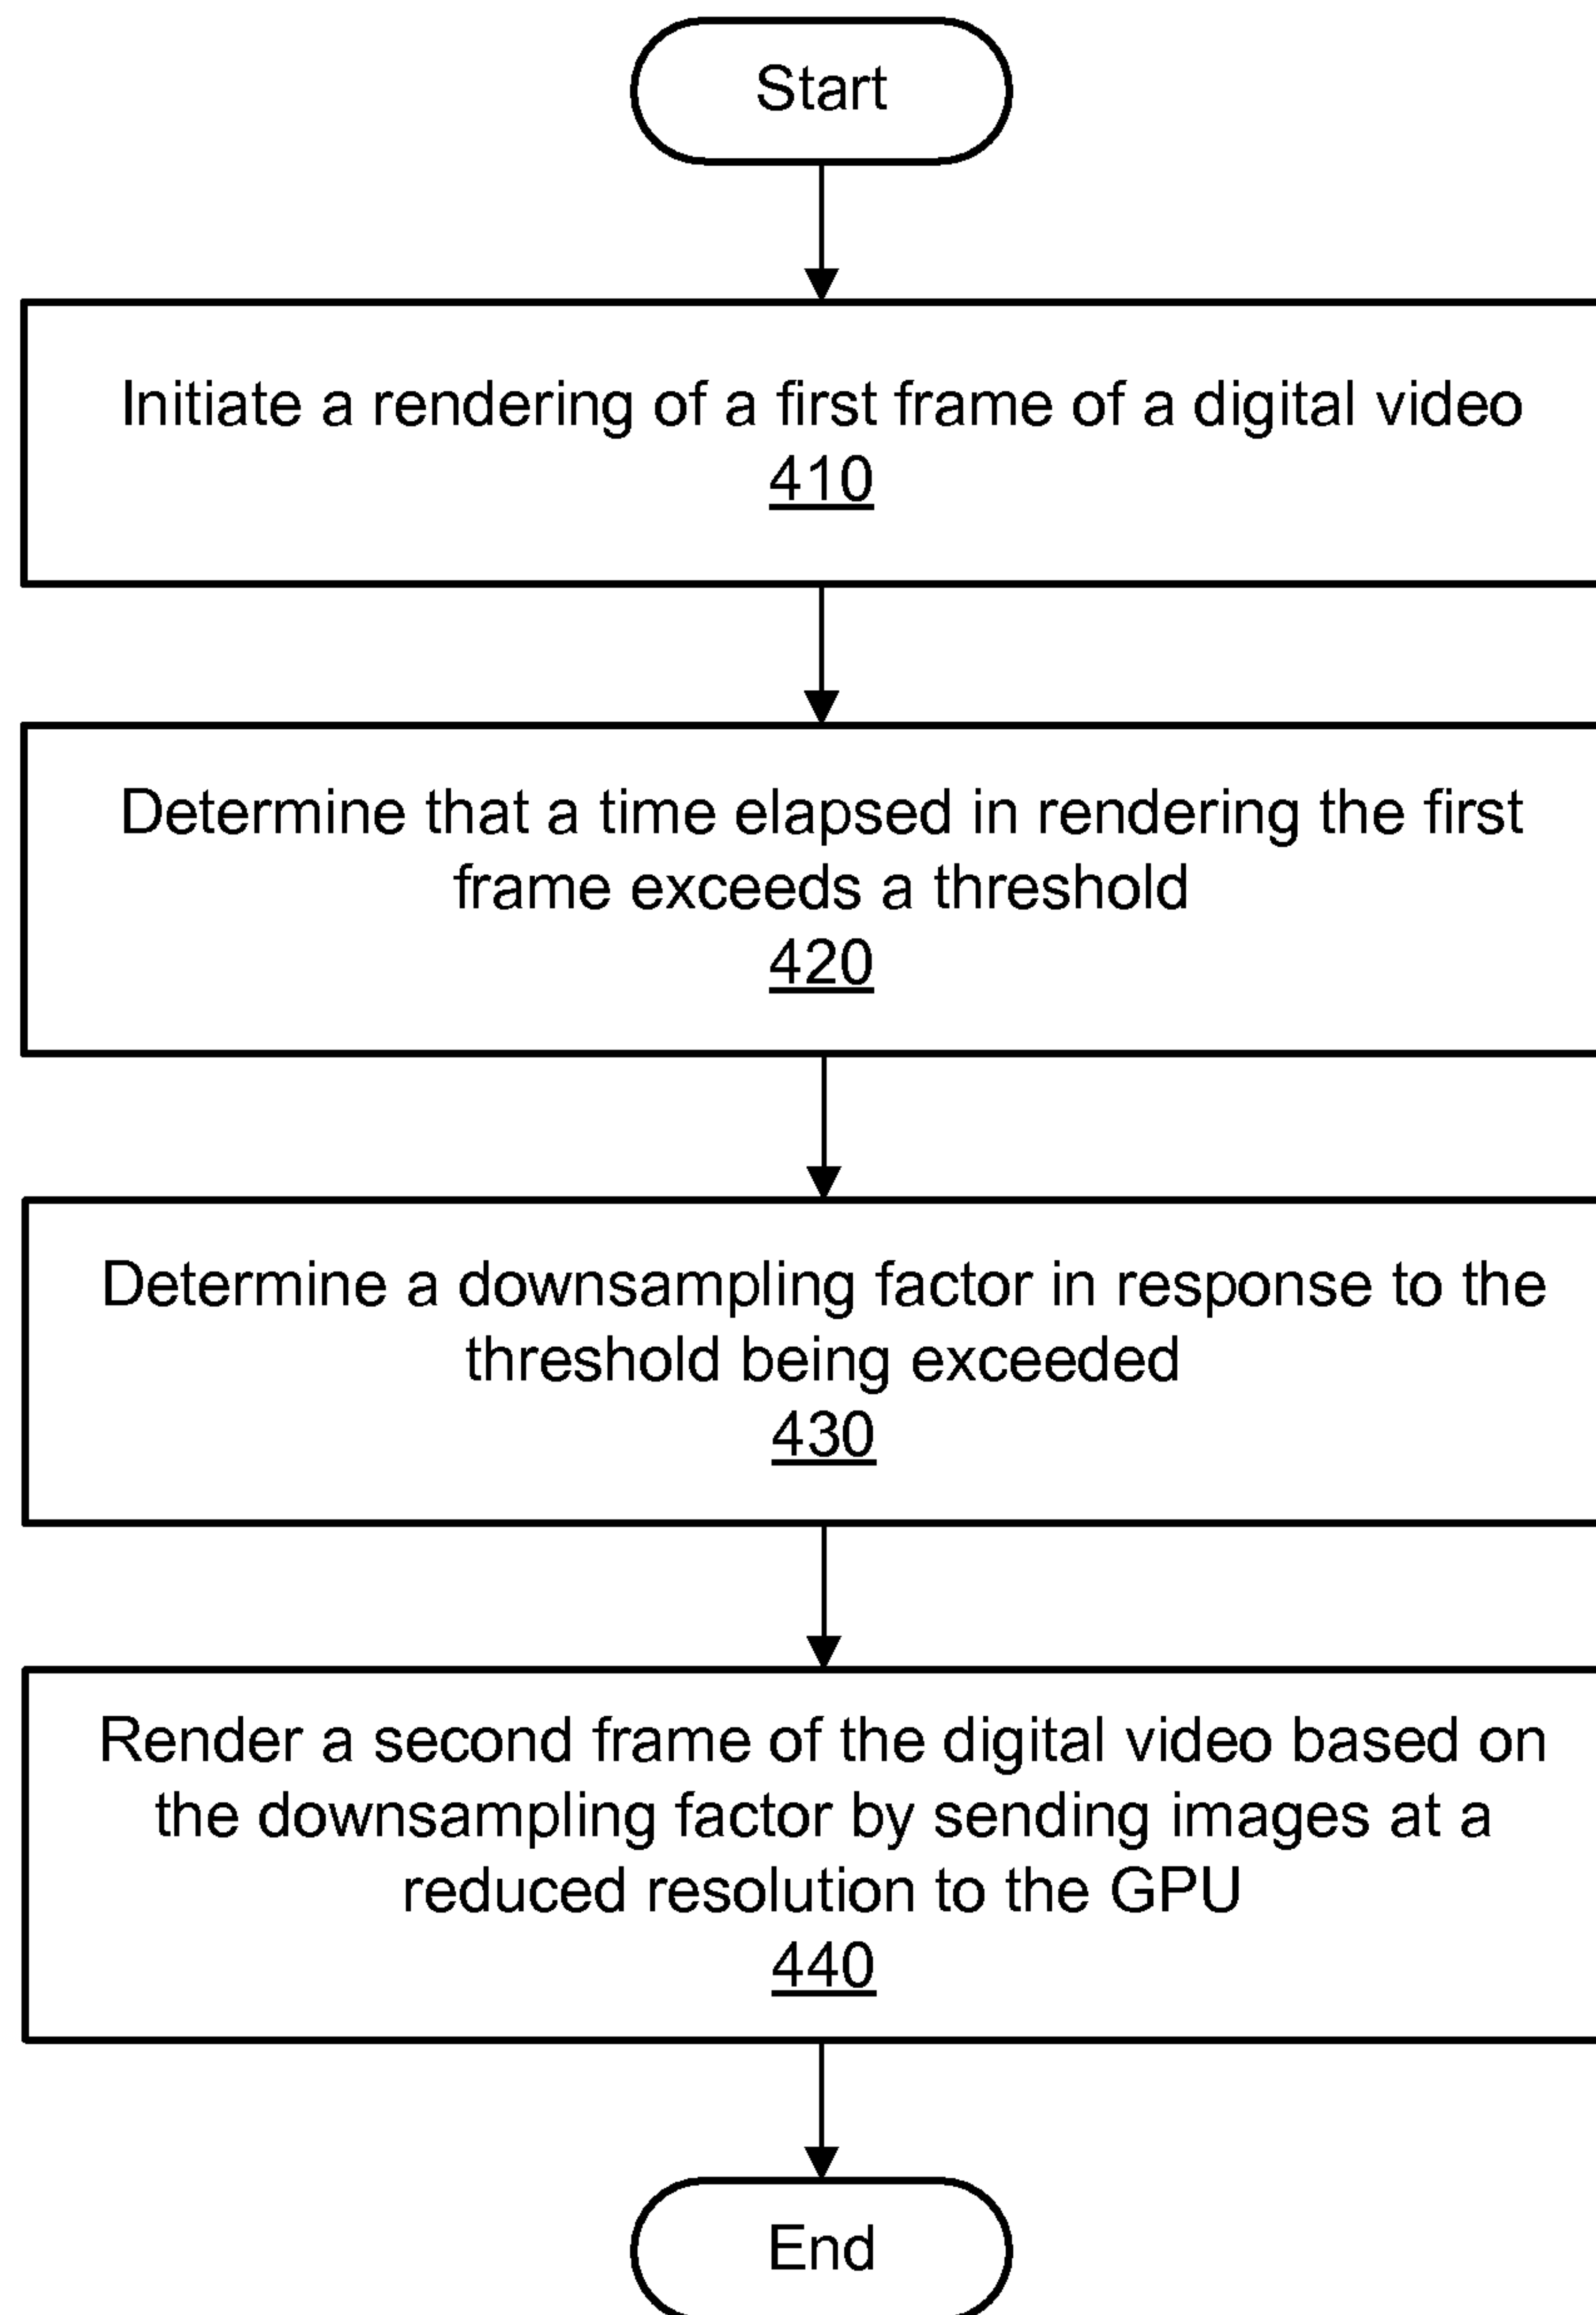 Start
Initiate a rendering of a first frame of a digital video
410
Determine that a time elapsed in rendering the first
frame exceeds a threshold
420
Determine a downsampling factor in response to the
threshold being exceeded
430
Render a second frame of the digital video based on
the downsampling factor by sending images at a
reduced resolution to the GPU
440
End